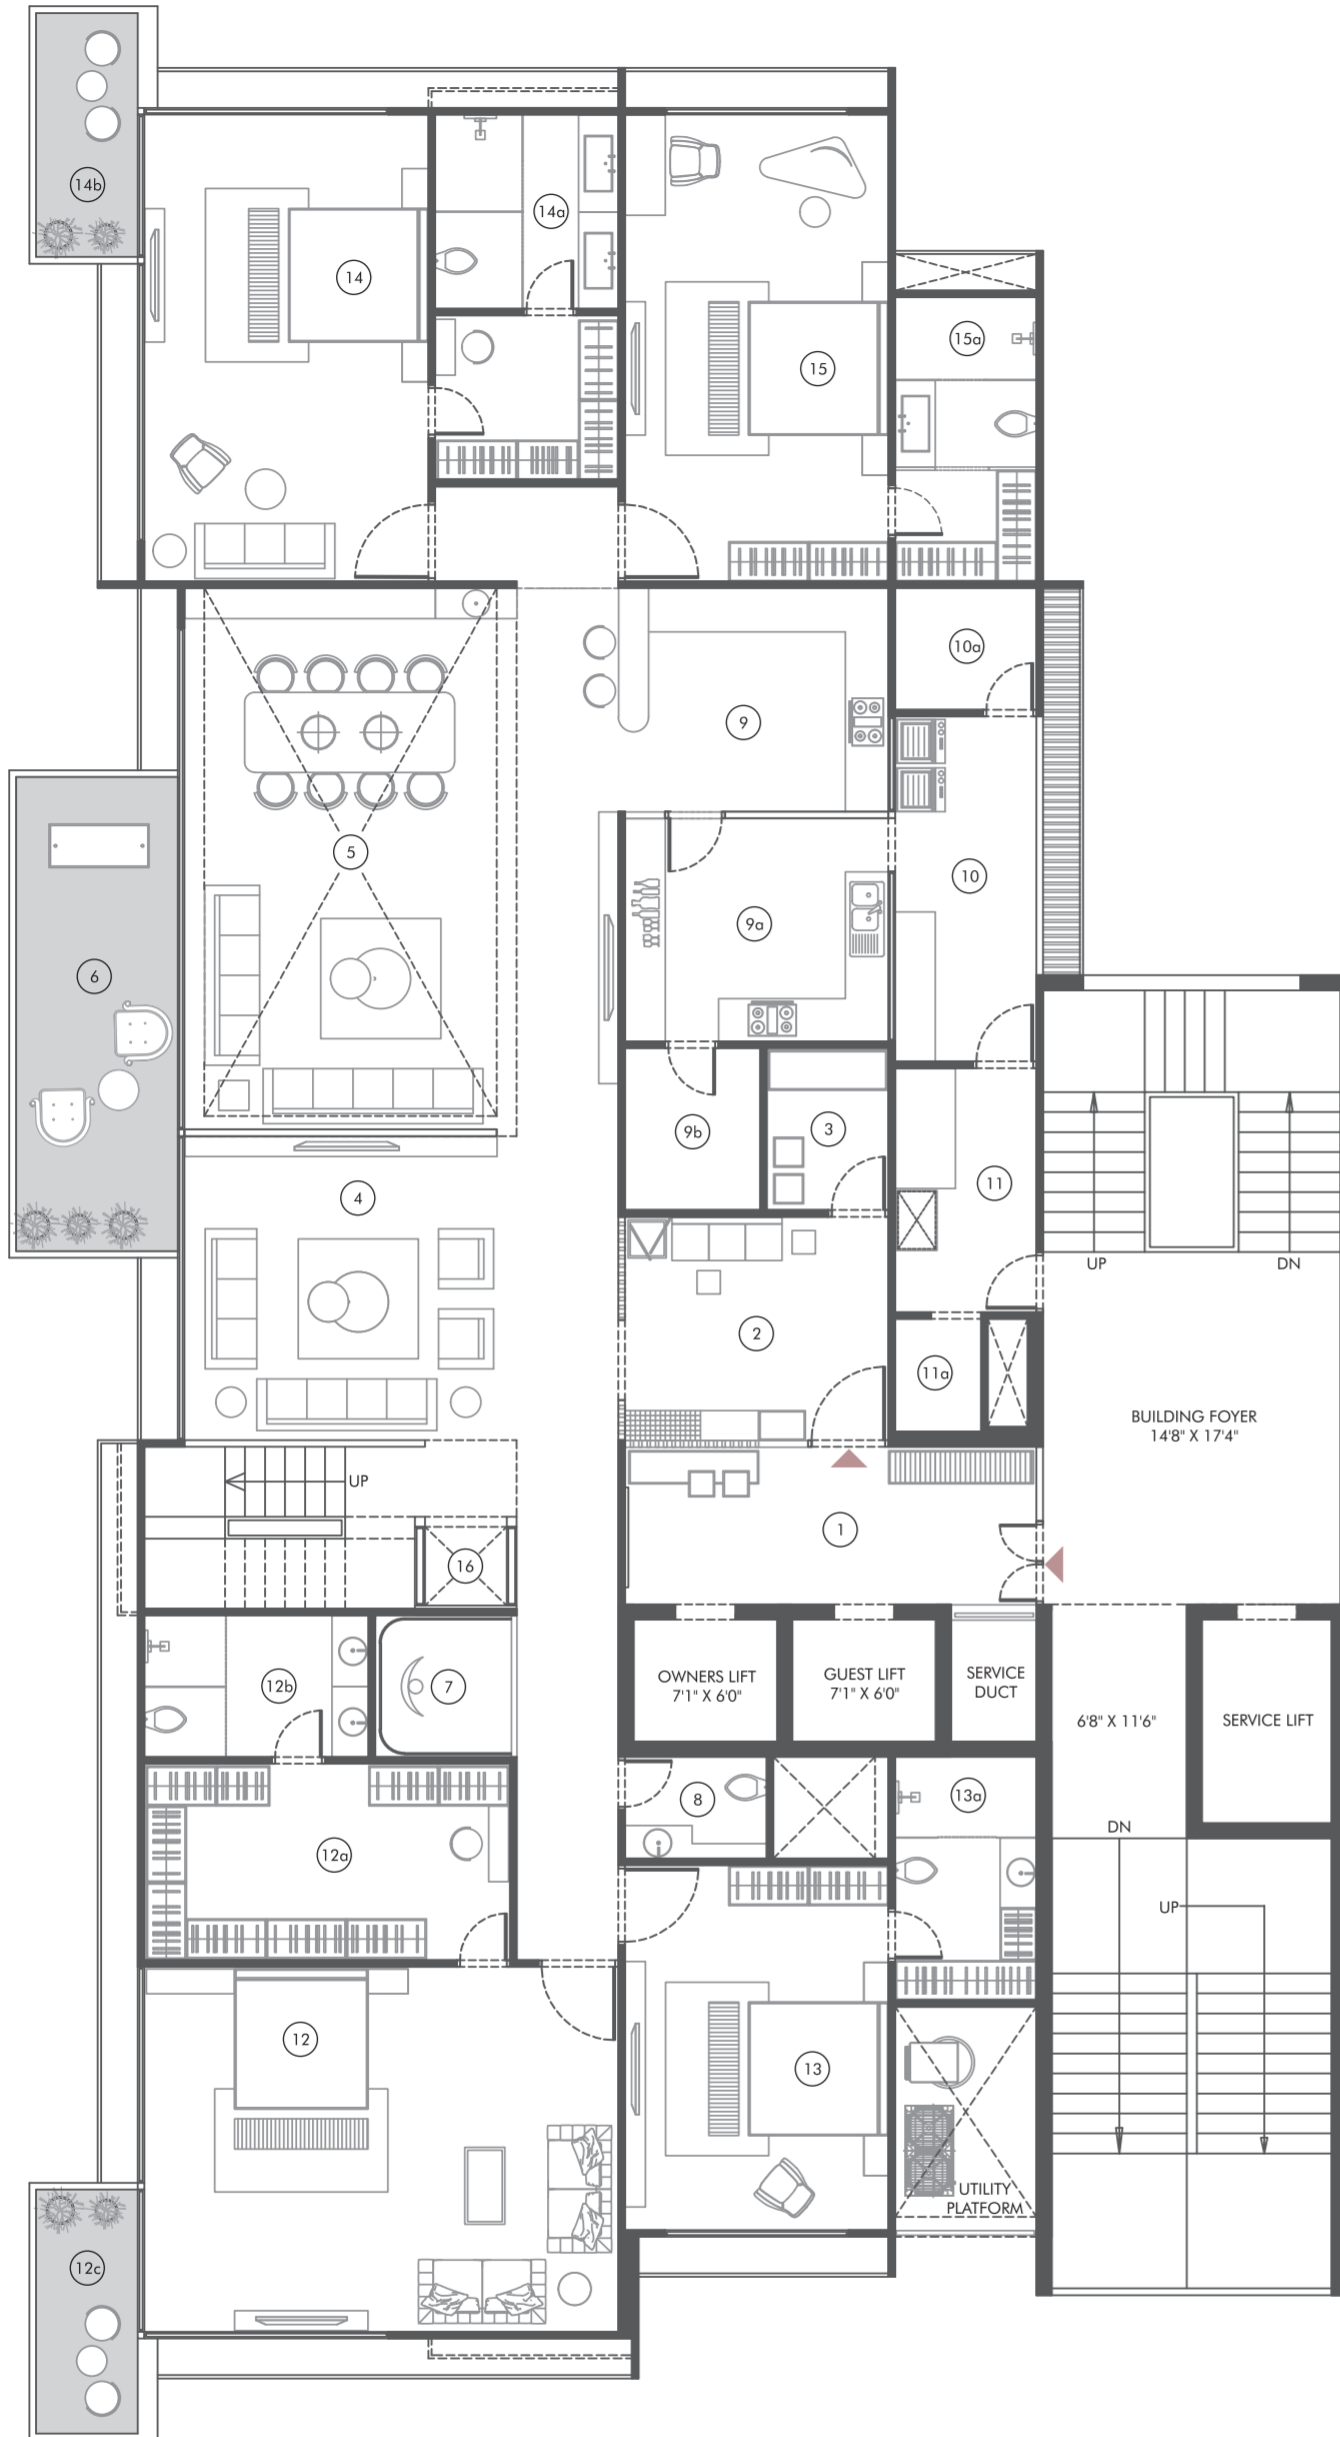 14b
14a
14
15a
15
10a
9
5
10
9a
6
9b
3
11
4
UP
DN
2
11a
BUILDING FOYER
14'8" X 17'4"
UP
1
16
OWNERS LIFT
7'1" X 6'0"
GUEST LIFT
7'1" X 6'0"
SERVICE
DUCT
12b
7
6'8" X 11'6"
SERVICE LIFT
8
13a
DN
12a
UP
12
13
UTILITY
PLATFORM
12c